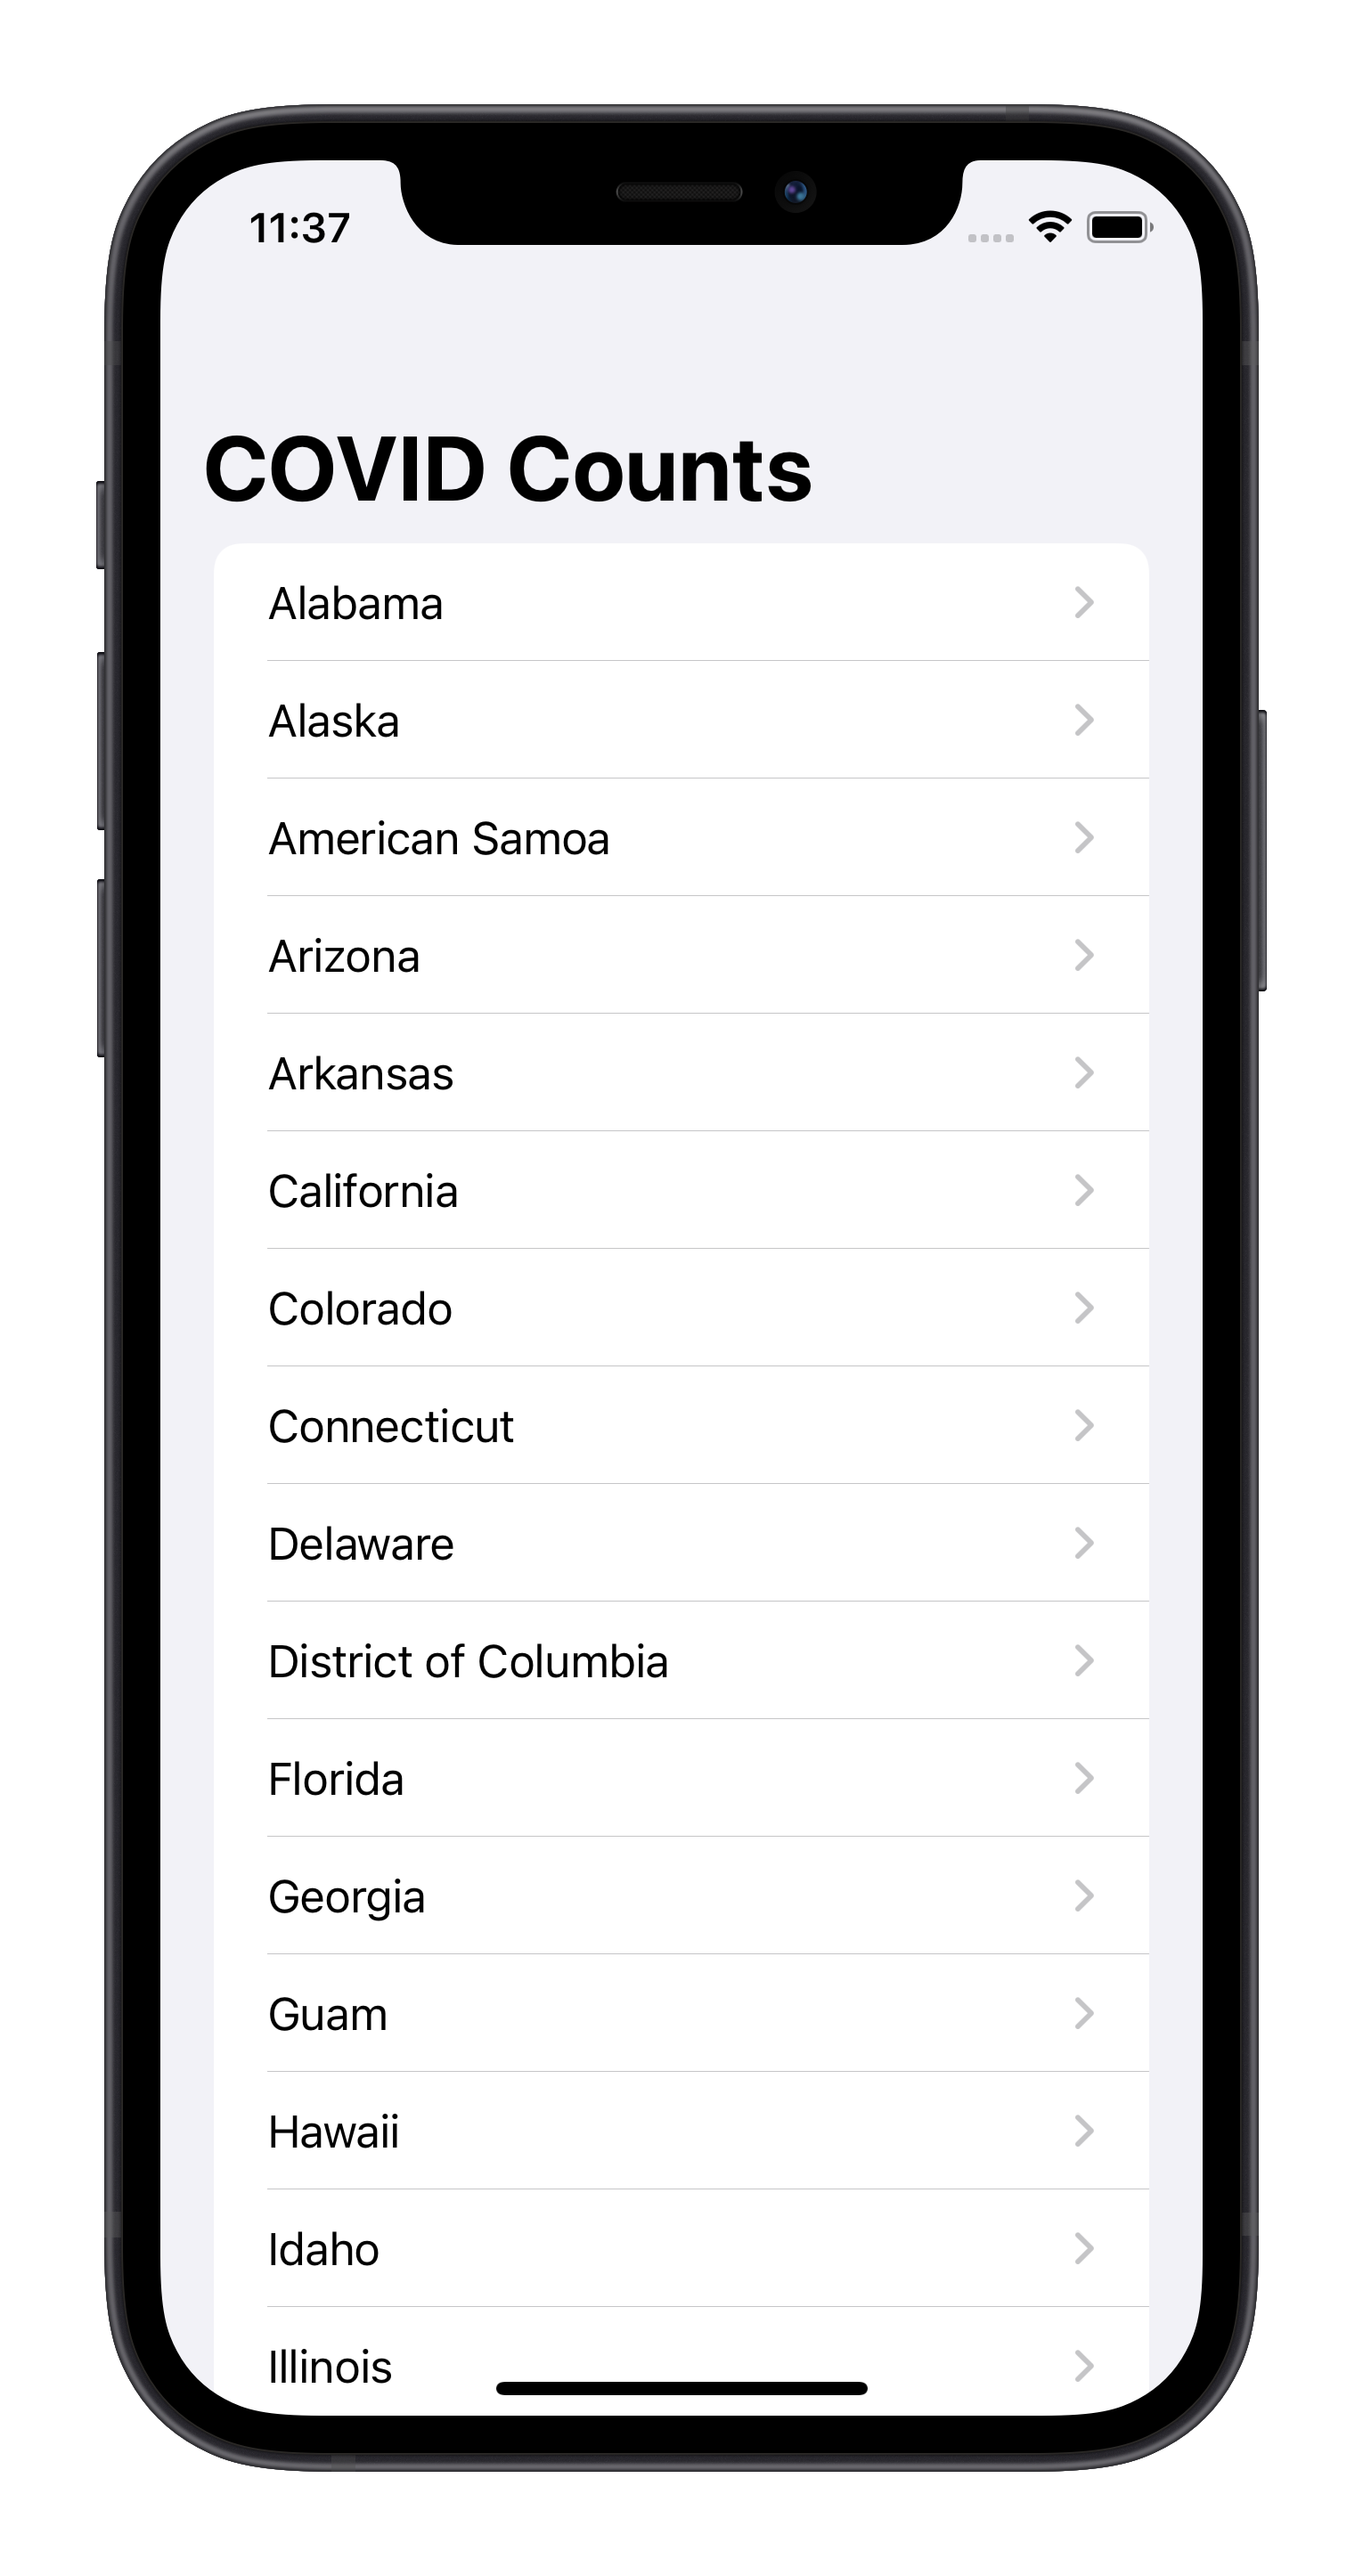 11:37
COVID Counts
Alabama
Alaska
American Samoa
Arizona
Arkansas
California
Colorado
Connecticut
Delaware
District of Columbia
Florida
Georgia
Guam
Hawaii
Idaho
Illinois